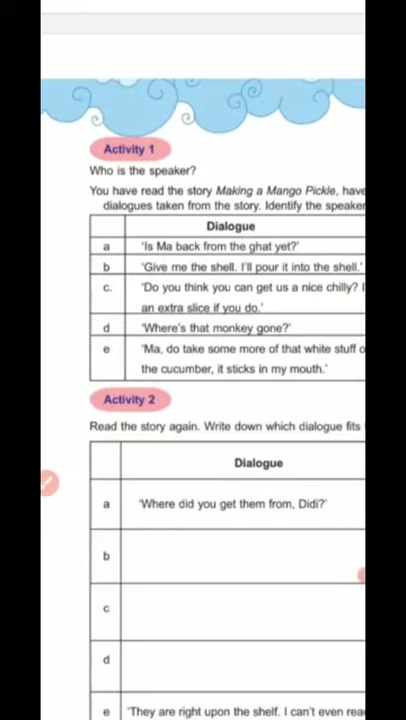 Activity 1
Who is the speaker?
You have read the story Making a Mango Pickle, have
dialogues taken from the story. Identify the speaker
Dialogue
a 'Is Ma back from the ghat yet?'
b 'Give me the shell. I'll pour it into the shell.'
c. 'Do you think you can get us a nice chilly? I
an extra slice if you do.'
d 'Where's that monkey gone?'
e 'Ma, do take some more of that white stuff o
the cucumber, it sticks in my mouth.'
Activity 2
Read the story again. Write down which dialogue fits
Dialogue
a 'Where did you get them from, Didi?'
b
c
d
e 'They are right upon the shelf. I can't even rea